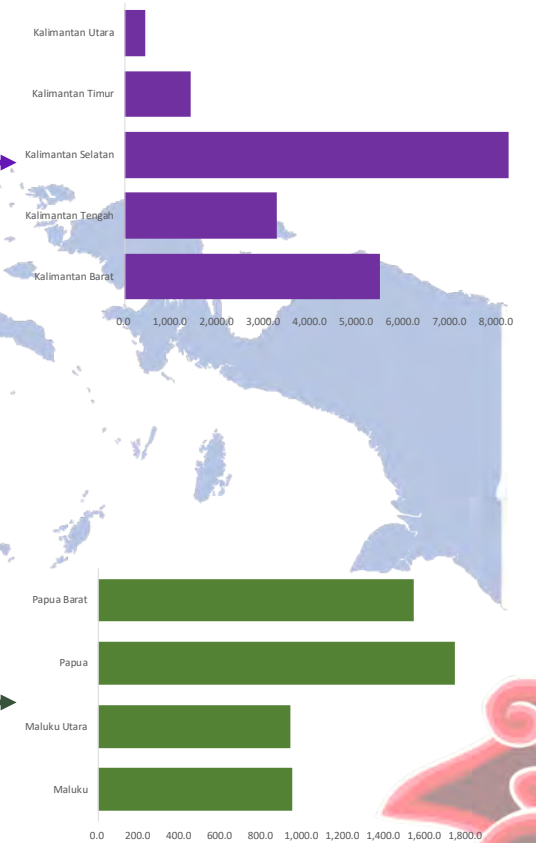 Kalimantan Utara
Kalimantan Timur
Kalimantan Selatan
Kalimantan Tengah
Kalimantan Barat
0.0 1,000.0 2,000.0 3,000.0 4,000.0 5,000.0 6,000.0 7,000.0 8,000.0
Papua Barat
Papua
Maluku Utara
Maluku
0.0 200.0 400.0 600.0 800.0 1,000.0 1,200.0 1,400.0 1,600.0 1,800.0